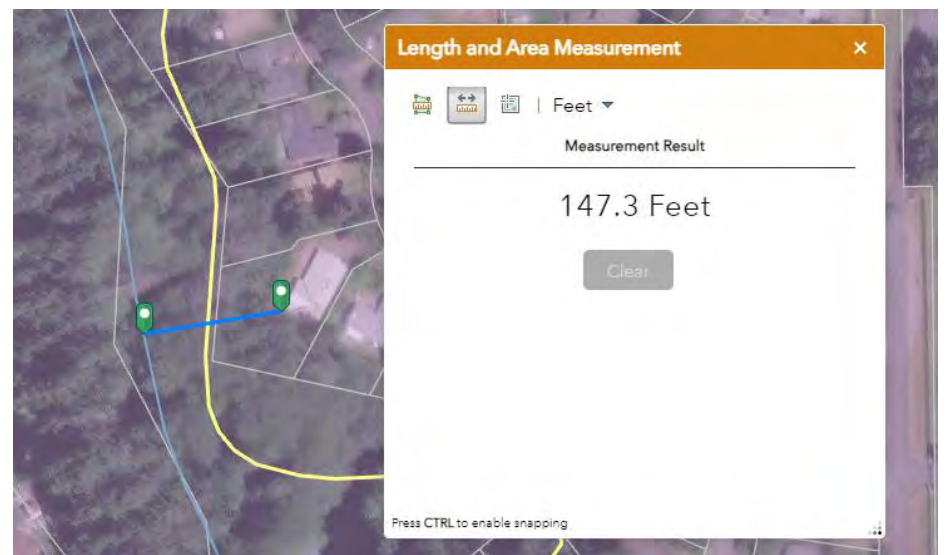 Length and Area Measurement ×
| Feet
Measurement Result
147.3 Feet
Clear
Press CTRL to enable snapping